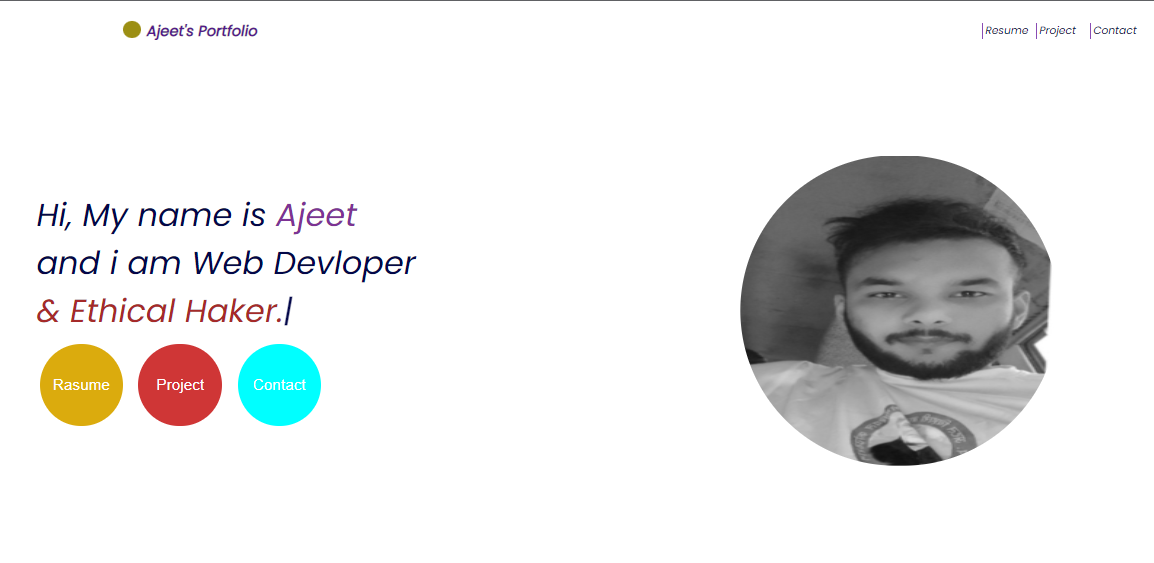 Ajeet's Portfolio
Resume Project Contact
Hi, My name is Ajeet
and i am Web Devloper
& Ethical Haker.|
Rasume Project Contact